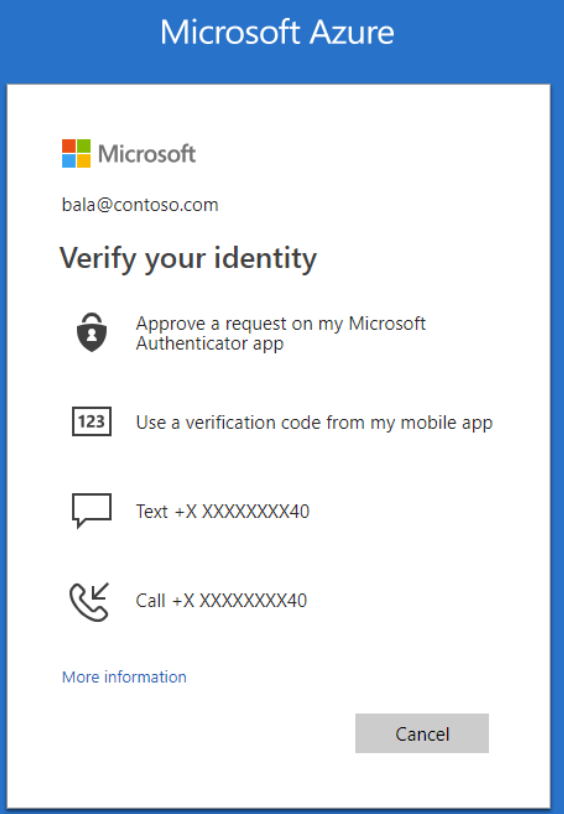 Microsoft Azure
Microsoft
bala@contoso.com
Verify your identity
Approve a request on my Microsoft
Authenticator app
123
Use a verification code from my mobile app
Text +X XXXXXXXX40
Call +X XXXXXXXX40
More information
Cancel